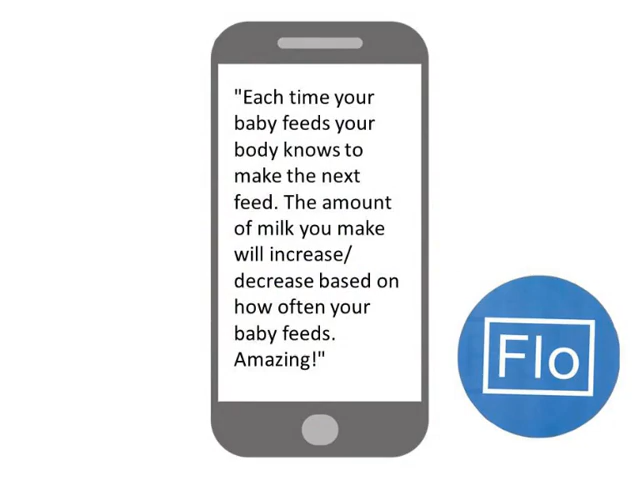 "Each time your
baby feeds your
body knows to
make the next
feed. The amount
of milk you make
will increase/
decrease based on
how often your
baby feeds.
Amazing!"
Flo